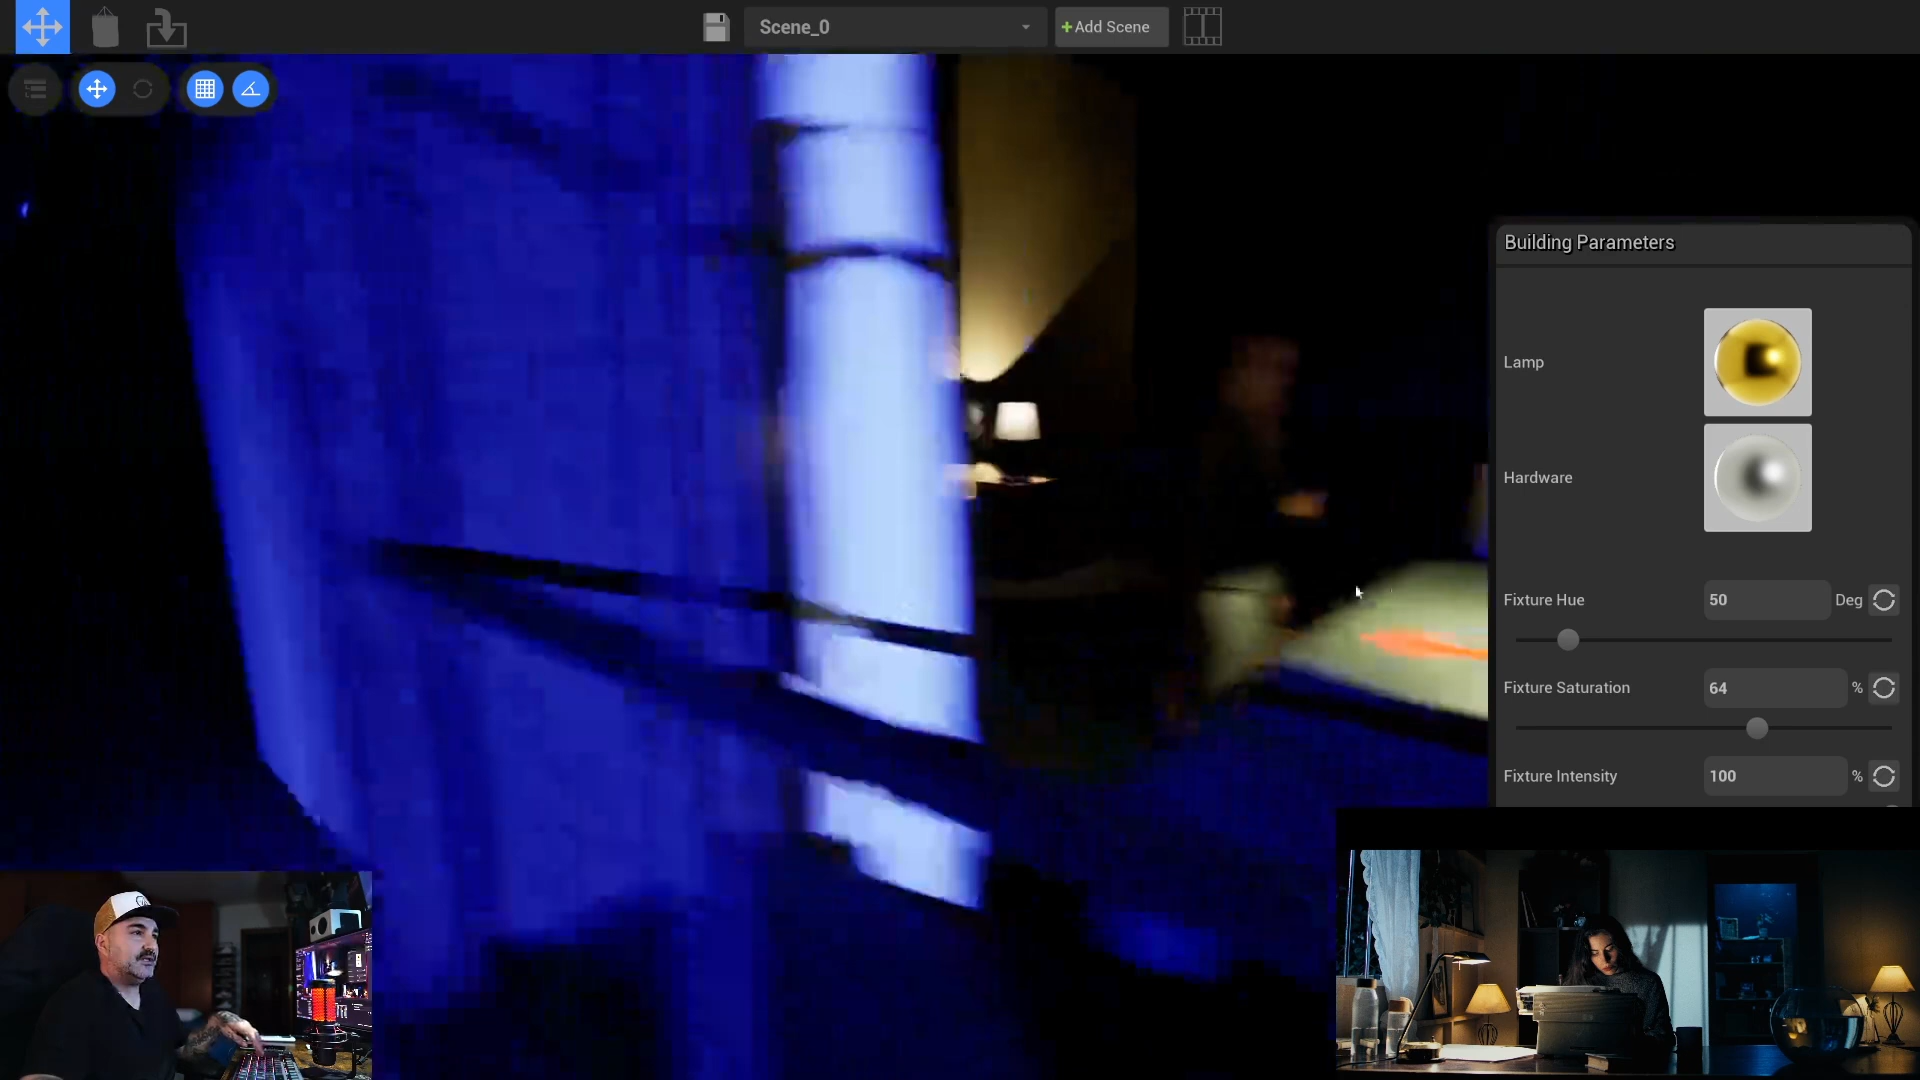 Scene_0
+Add Scene
Building Parameters
Lamp
Hardware
Fixture Hue 50 Deg
Fixture Saturation 64 %
Fixture Intensity 100 %